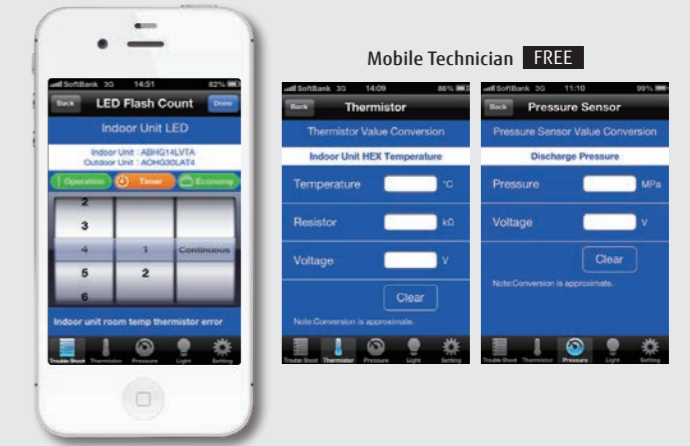 Mobile Technician FREE
SoftBank 3G 14:51 82%
Back LED Flash Count Done
Indoor Unit LED
Indoor Unit : ABHG14LVTA
Outdoor Unit : AOHG30LAT4
Operation Timer Economy
2
3
4 1 Continuous
5 2
6
Indoor unit room temp thermistor error
Trouble Shoot Thermistor Pressure Light Setting
SoftBank 3G 14:09 86%
Back Thermistor
Thermistor Value Conversion
Indoor Unit HEX Temperature
Temperature °C
Resistor kΩ
Voltage V
Clear
Note:Conversion is approximate.
Trouble Shoot Thermistor Pressure Light Setting
SoftBank 3G 11:10 99%
Back Pressure Sensor
Pressure Sensor Value Conversion
Discharge Pressure
Pressure MPa
Voltage V
Clear
Note:Conversion is approximate.
Trouble Shoot Thermistor Pressure Light Setting